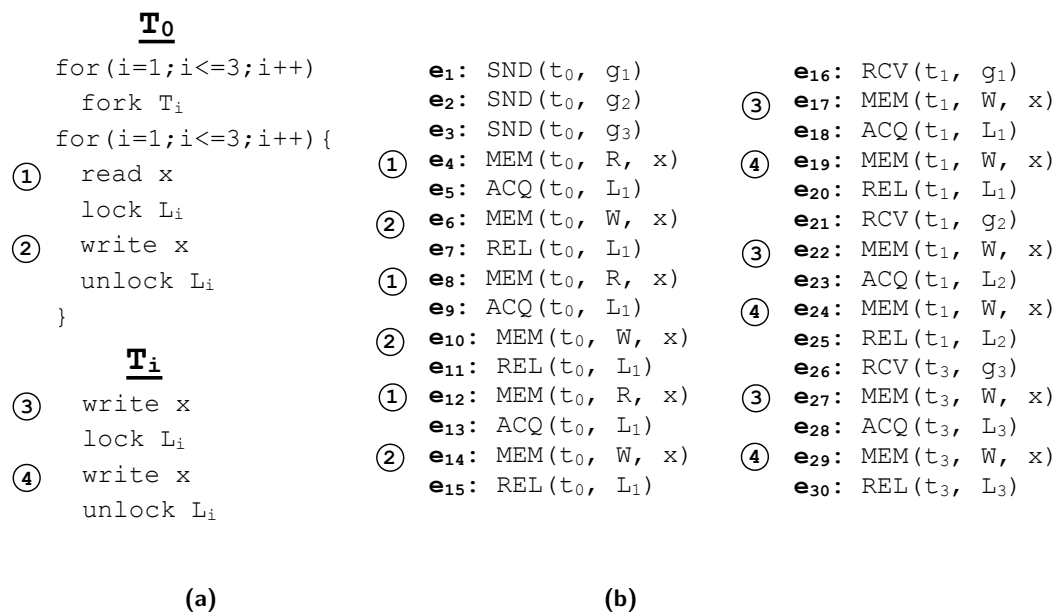 T₀
for(i=1;i<=3;i++)
fork Tᵢ
for(i=1;i<=3;i++){
① read x
lock Lᵢ
② write x
unlock Lᵢ
}
Tᵢ
③ write x
lock Lᵢ
④ write x
unlock Lᵢ
(a)
e₁: SND(t₀, g₁)
e₂: SND(t₀, g₂)
e₃: SND(t₀, g₃)
① e₄: MEM(t₀, R, x)
e₅: ACQ(t₀, L₁)
② e₆: MEM(t₀, W, x)
e₇: REL(t₀, L₁)
① e₈: MEM(t₀, R, x)
e₉: ACQ(t₀, L₁)
② e₁₀: MEM(t₀, W, x)
e₁₁: REL(t₀, L₁)
① e₁₂: MEM(t₀, R, x)
e₁₃: ACQ(t₀, L₁)
② e₁₄: MEM(t₀, W, x)
e₁₅: REL(t₀, L₁)
e₁₆: RCV(t₁, g₁)
③ e₁₇: MEM(t₁, W, x)
e₁₈: ACQ(t₁, L₁)
④ e₁₉: MEM(t₁, W, x)
e₂₀: REL(t₁, L₁)
e₂₁: RCV(t₁, g₂)
③ e₂₂: MEM(t₁, W, x)
e₂₃: ACQ(t₁, L₂)
④ e₂₄: MEM(t₁, W, x)
e₂₅: REL(t₁, L₂)
e₂₆: RCV(t₃, g₃)
③ e₂₇: MEM(t₃, W, x)
e₂₈: ACQ(t₃, L₃)
④ e₂₉: MEM(t₃, W, x)
e₃₀: REL(t₃, L₃)
(b)